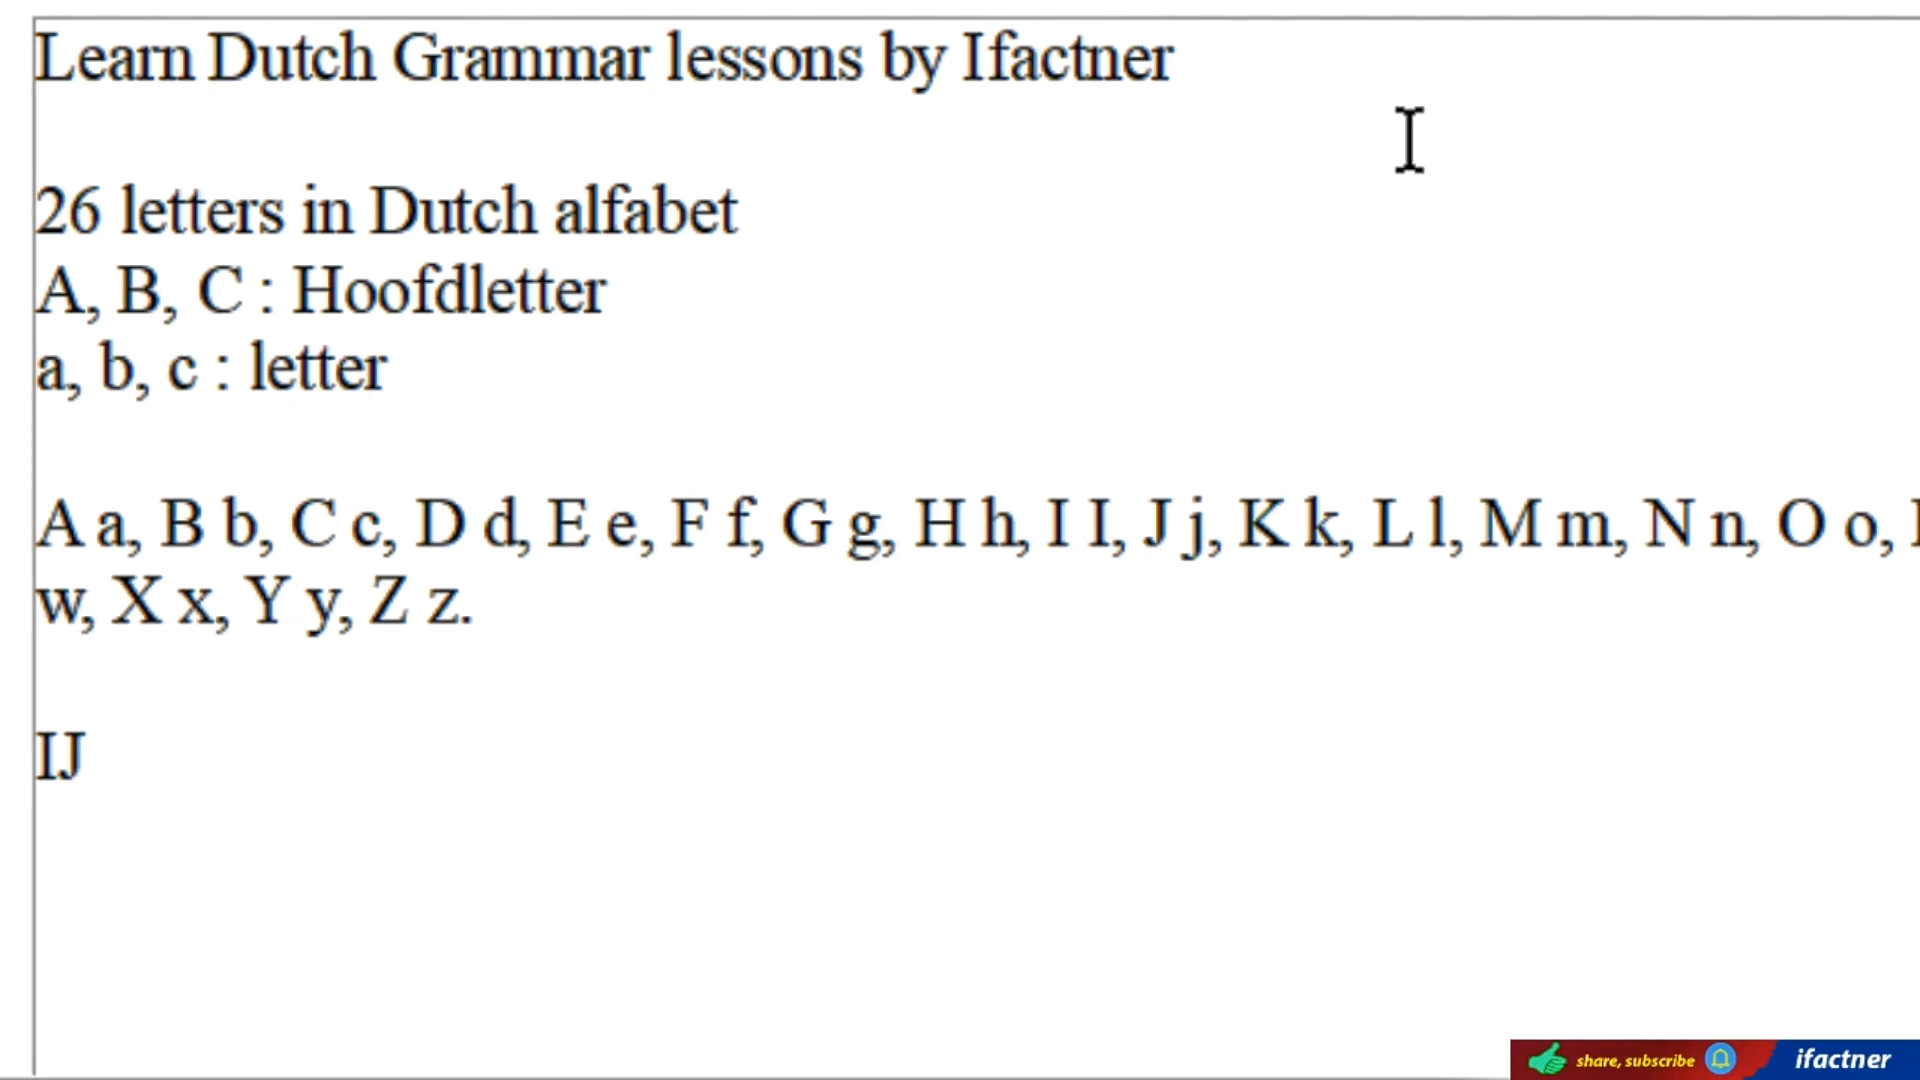 Learn Dutch Grammar lessons by Ifactner
26 letters in Dutch alfabet
A, B, C : Hoofdletter
a, b, c : letter
A a, B b, C c, D d, E e, F f, G g, H h, I I, J j, K k, L l, M m, N n, O o,
w, X x, Y y, Z z.
IJ
share, subscribe
ifactner